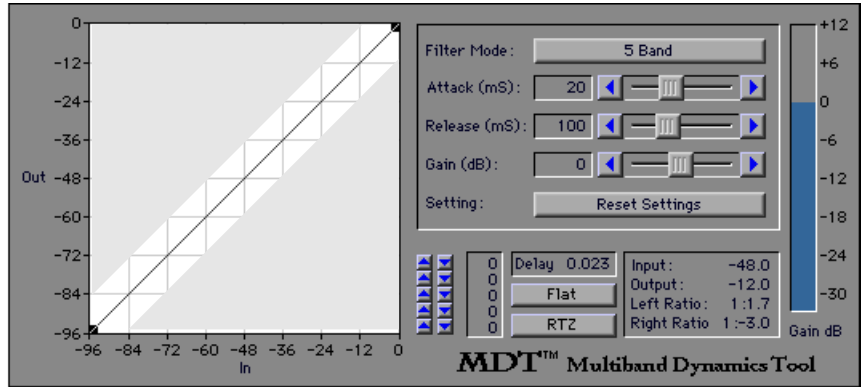 0
-12
-24
-36
Out -48
-60
-72
-84
-96
-96 -84 -72 -60 -48 -36 -24 -12 0
In
Filter Mode: 5 Band
Attack (mS): 20
Release (mS): 100
Gain (dB): 0
Setting: Reset Settings
0
0
0
0
0
Delay 0.023
Flat
RTZ
Input: -48.0
Output: -12.0
Left Ratio: 1:1.7
Right Ratio 1:-3.0
+12
+6
0
-6
-12
-18
-24
-30
Gain dB
MDT™ Multiband Dynamics Tool